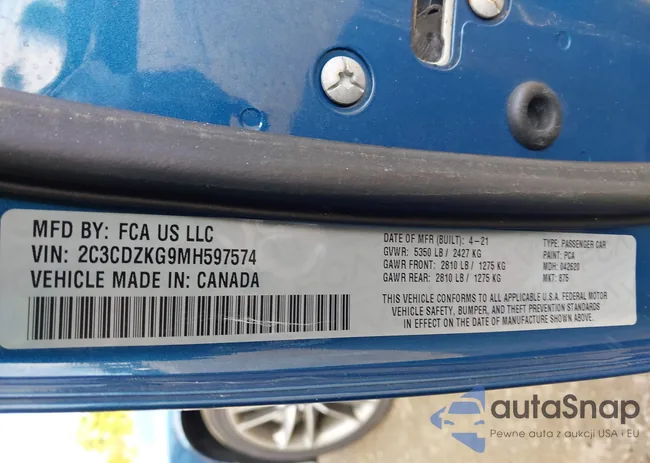 MFD BY: FCA US LLC
VIN: 2C3CDZKG9MH597574
VEHICLE MADE IN: CANADA
DATE OF MFR (BUILT): 4-21
GVWR: 5350 LB / 2427 KG
GAWR FRONT: 2810 LB / 1275 KG
GAWR REAR: 2810 LB / 1275 KG
TYPE: PASSENGER CAR
PAINT: PCA
MDH: 042620
MKT: 875
THIS VEHICLE CONFORMS TO ALL APPLICABLE U.S.A. FEDERAL MOTOR
VEHICLE SAFETY, BUMPER, AND THEFT PREVENTION STANDARDS
IN EFFECT ON THE DATE OF MANUFACTURE SHOWN ABOVE.
autaSnap
Pewne auta z aukcji USA i EU